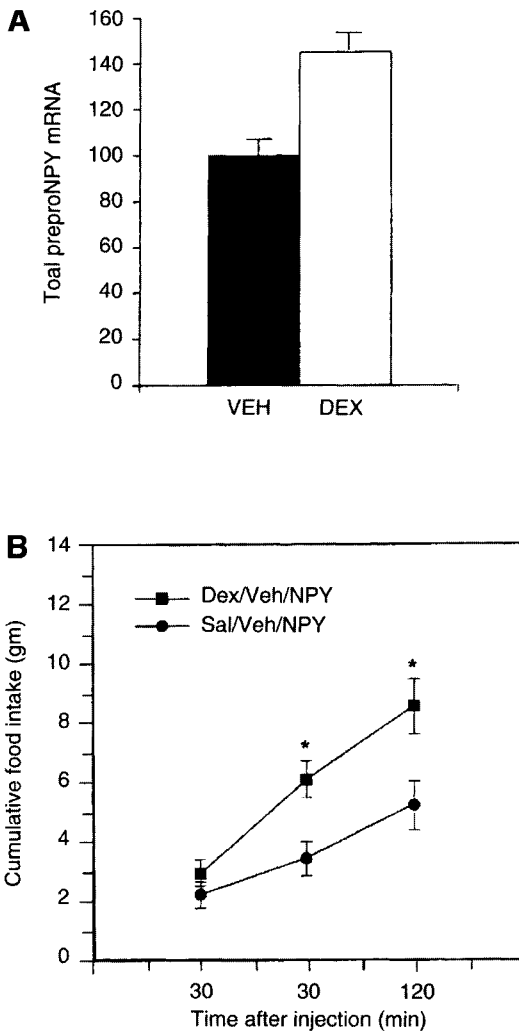 A
Toal preproNPY mRNA
160
140
120
100
80
60
40
20
0
VEH DEX
B
Cumulative food intake (gm)
14
12
10
8
6
4
2
0
Dex/Veh/NPY
Sal/Veh/NPY
*
*
30 30 120
Time after injection (min)